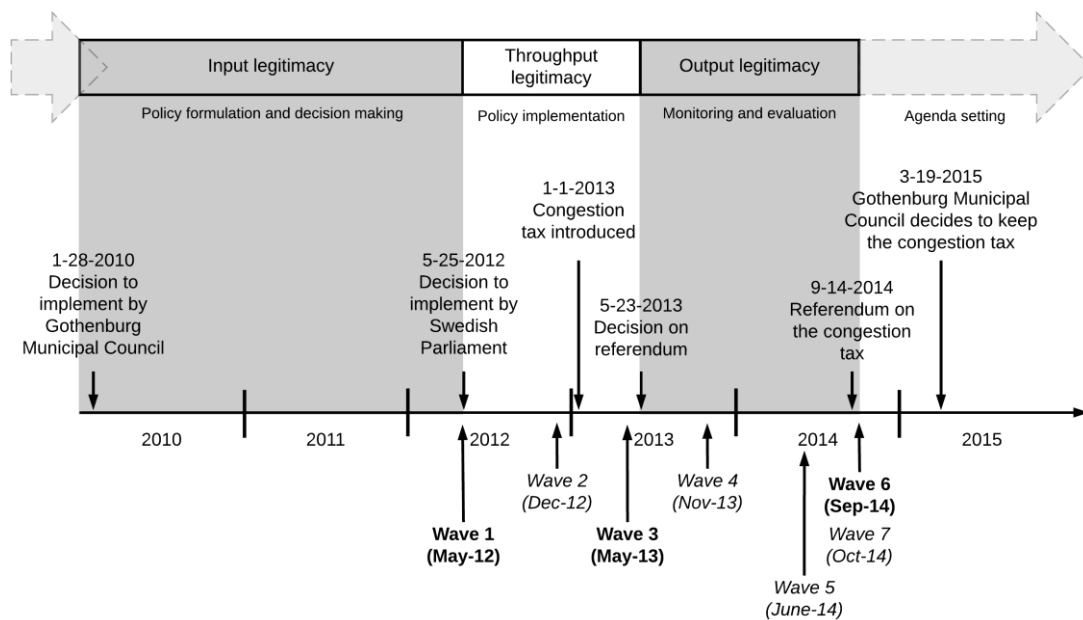 Input legitimacy
Throughput
legitimacy
Output legitimacy
Policy formulation and decision making
Policy implementation
Monitoring and evaluation
Agenda setting
1-28-2010
Decision to
implement by
Gothenburg
Municipal Council
5-25-2012
Decision to
implement by
Swedish
Parliament
1-1-2013
Congestion
tax introduced
5-23-2013
Decision on
referendum
9-14-2014
Referendum on
the congestion
tax
3-19-2015
Gothenburg Municipal
Council decides to keep
the congestion tax
2010
2011
2012
2013
2014
2015
Wave 1
(May-12)
Wave 2
(Dec-12)
Wave 3
(May-13)
Wave 4
(Nov-13)
Wave 6
(Sep-14)
Wave 7
(Oct-14)
Wave 5
(June-14)